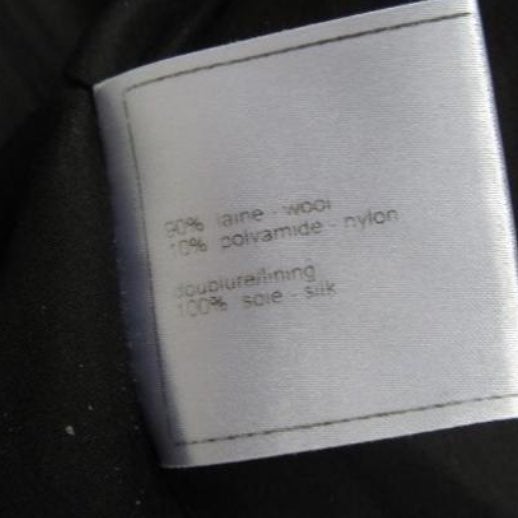 90% laine - wool
10% polyamide - nylon
doublure/lining
100% soie - silk